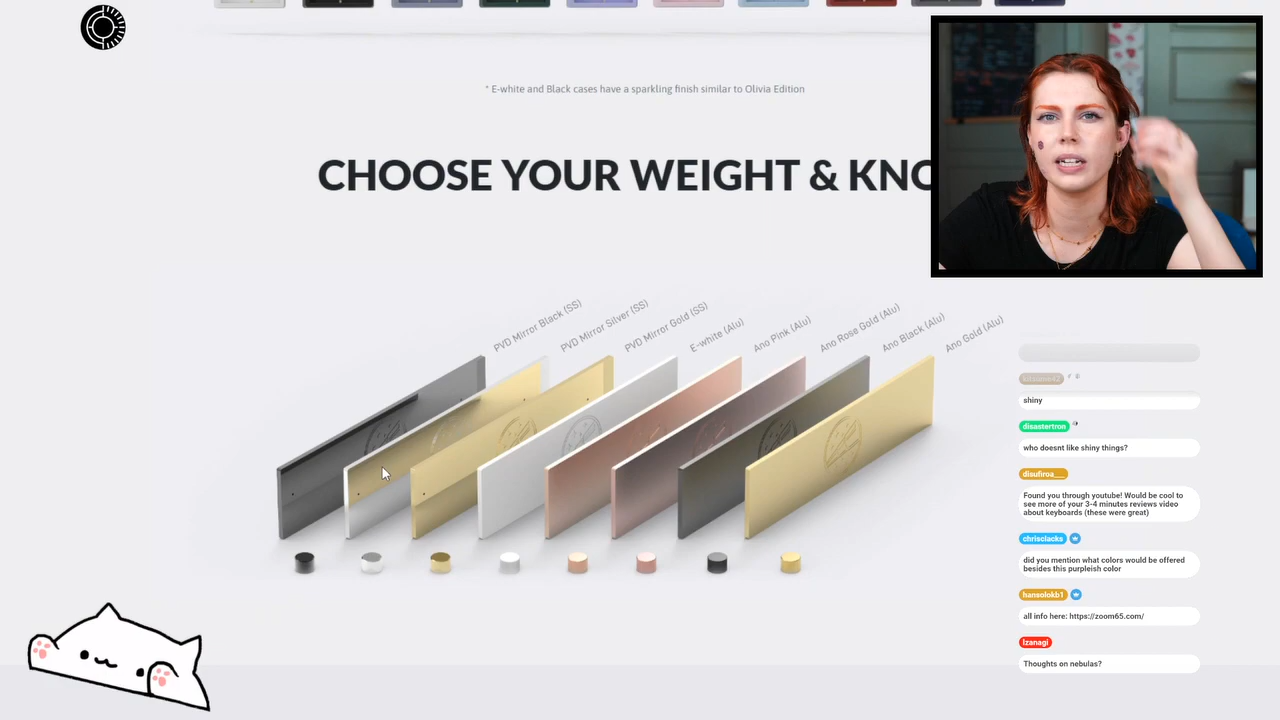 * E-white and Black cases have a sparkling finish similar to Olivia Edition
CHOOSE YOUR WEIGHT & KNO
PVD Mirror Black (SS)
PVD Mirror Silver (SS)
PVD Mirror Gold (SS)
E-white (Alu)
Ano Pink (Alu)
Ano Rose Gold (Alu)
Ano Black (Alu)
Ano Gold (Alu)
shiny
disastertron
who doesnt like shiny things?
disufiroa__
Found you through youtube! Would be cool to
see more of your 3-4 minutes reviews video
about keyboards (these were great)
chrisclacks
did you mention what colors would be offered
besides this purpleish color
hansolokb1
all info here: https://zoom65.com/
Izanagi
Thoughts on nebulas?